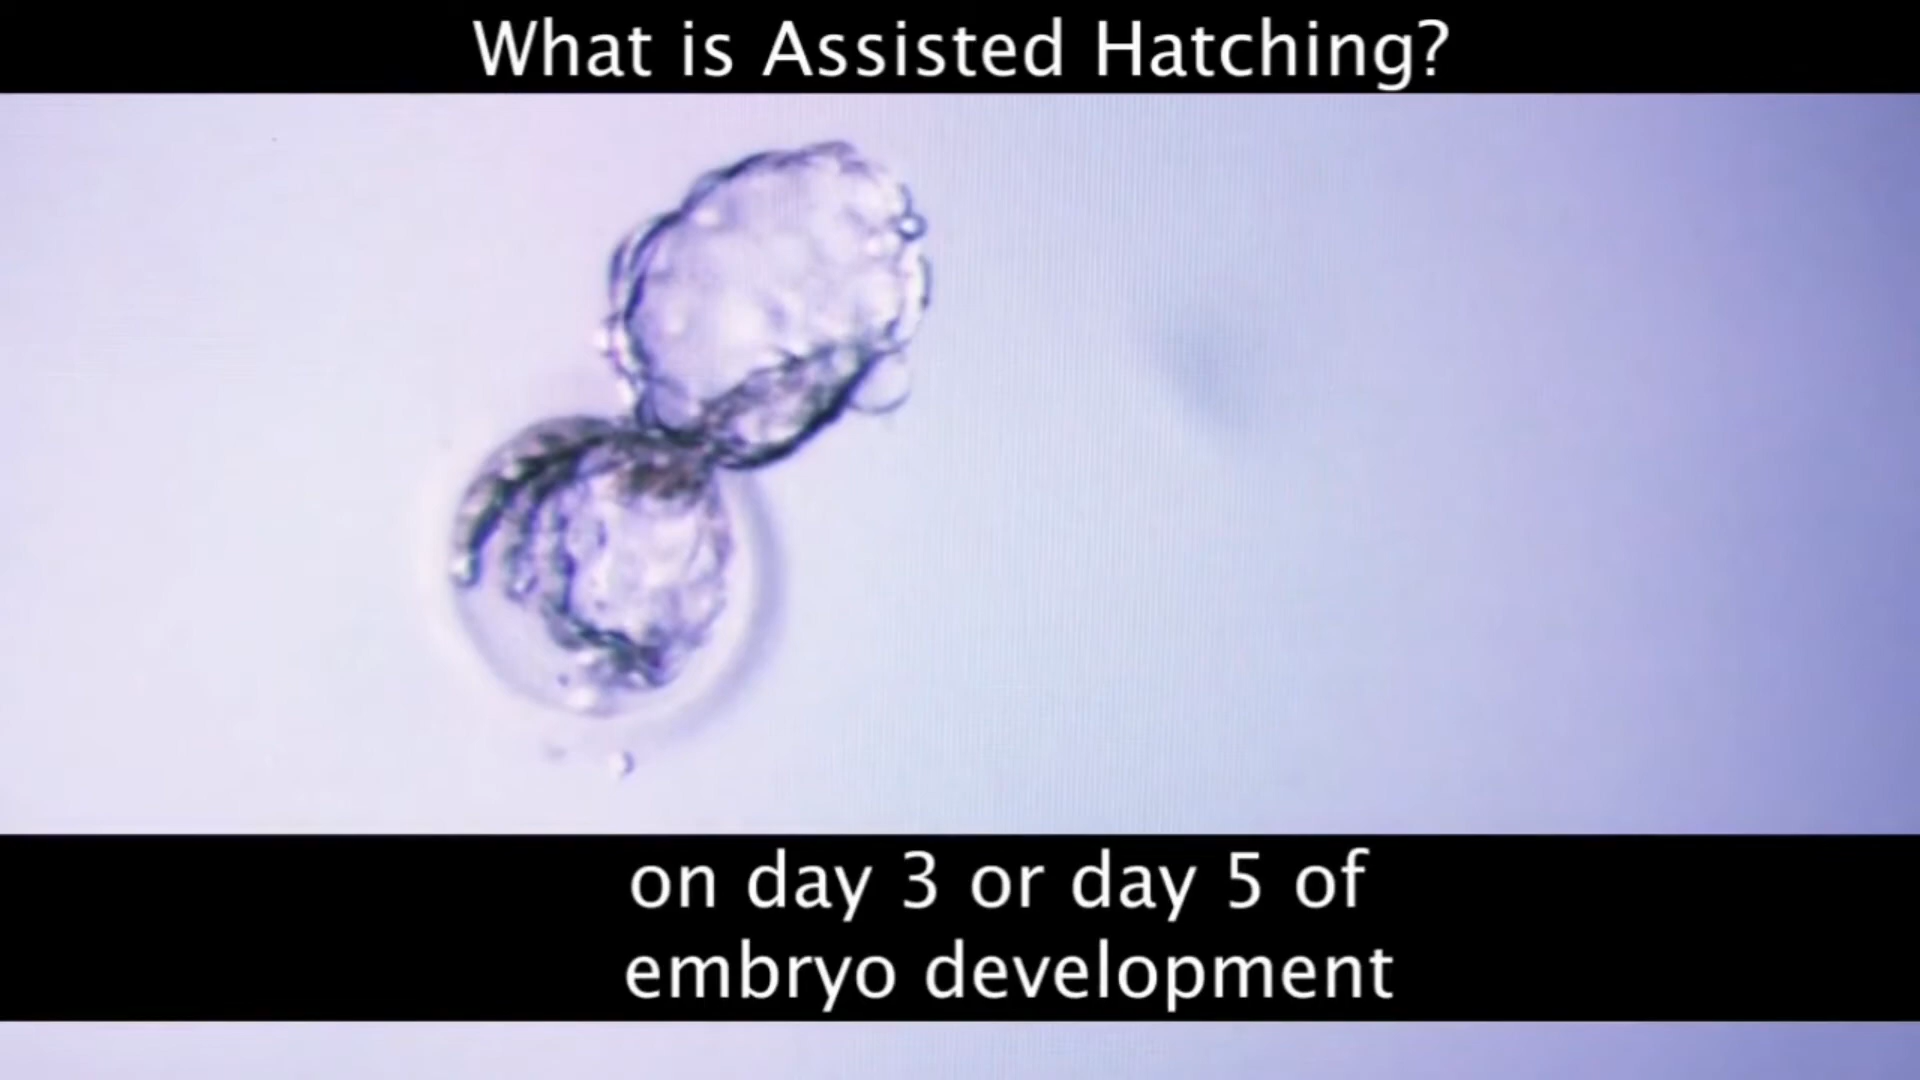 What is Assisted Hatching?
on day 3 or day 5 of
embryo development